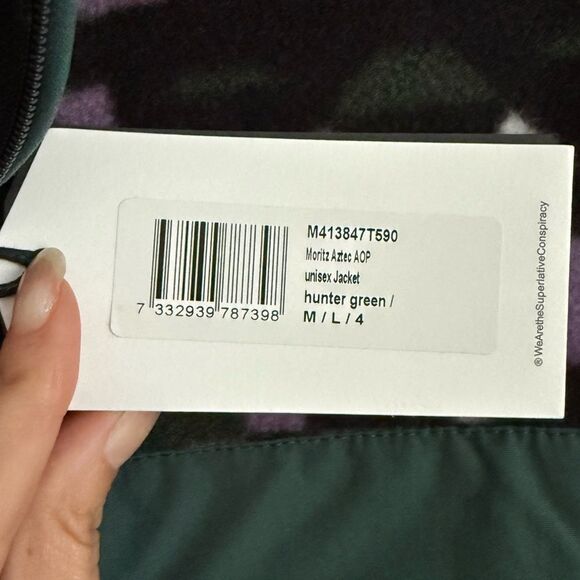 M413847T590
Moritz Aztec AOP
unisex Jacket
hunter green /
M / L / 4
7 332939 787398
® WeAretheSuperlativeConspiracy